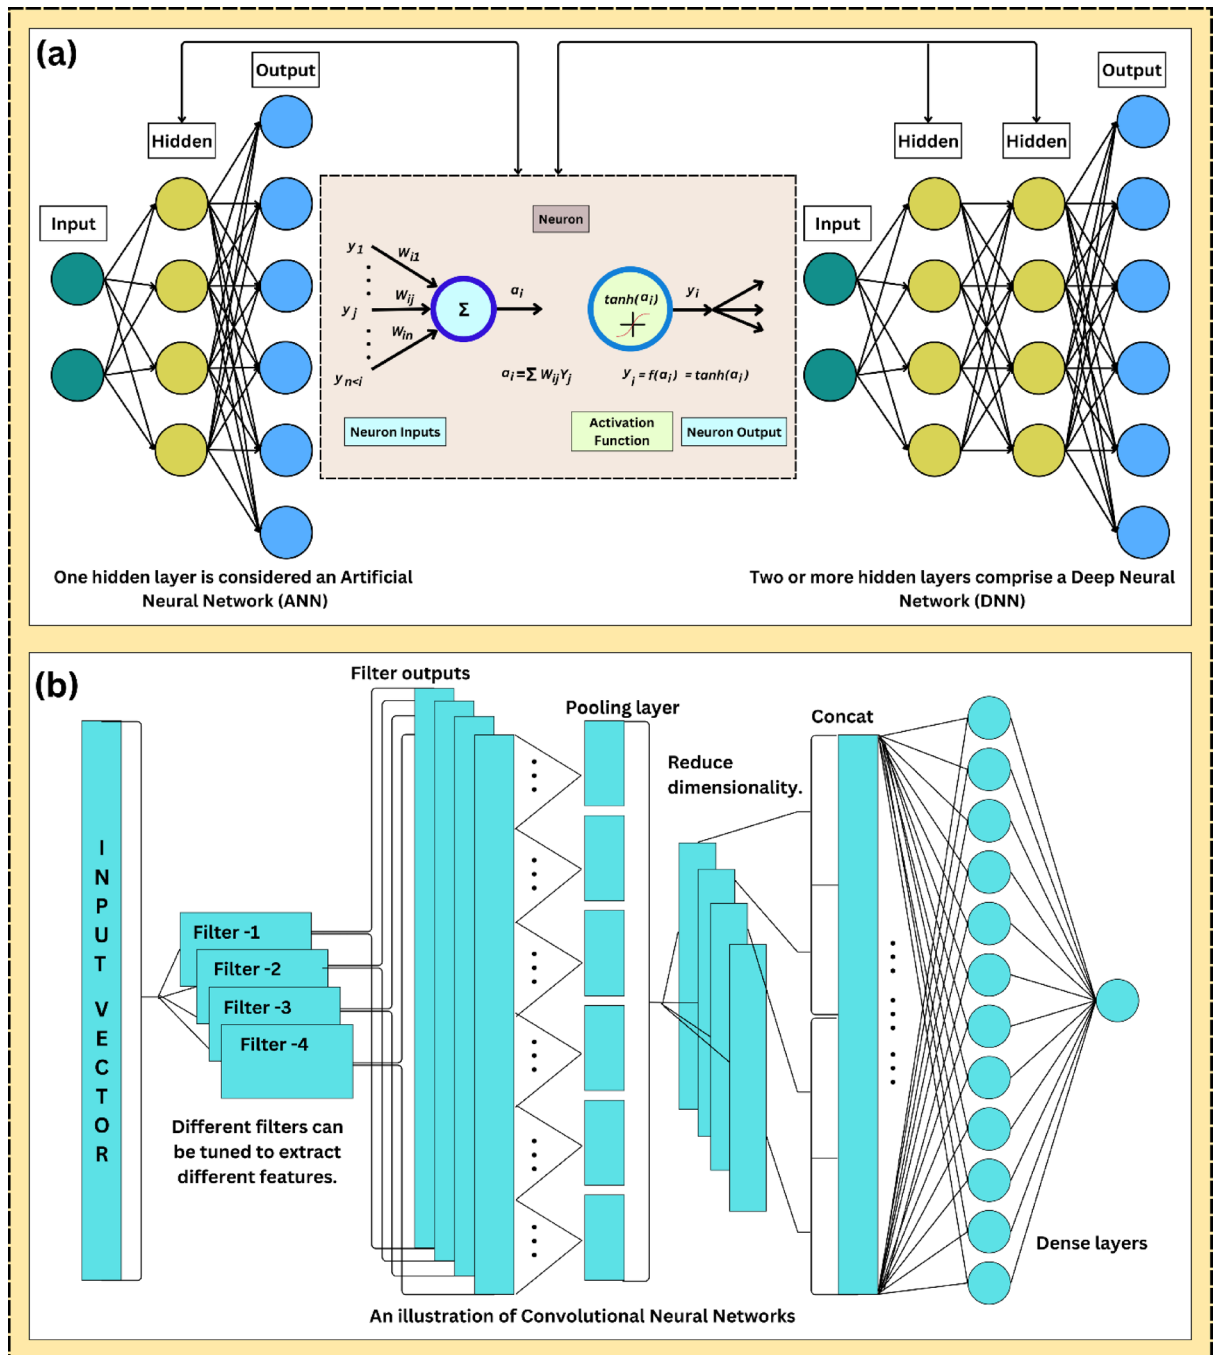 (a)
Output
Hidden
Input
Neuron
y1
Wi1
yj
Wij
Win
yn<i
Σ
ai
ai=Σ WijYj
tanh(ai)
yi
yj = f(ai) = tanh(ai)
Neuron Inputs
Activation
Function
Neuron Output
Output
Hidden
Hidden
Input
One hidden layer is considered an Artificial
Neural Network (ANN)
Two or more hidden layers comprise a Deep Neural
Network (DNN)
(b)
INPUT VECTOR
Filter -1
Filter -2
Filter -3
Filter -4
Different filters can
be tuned to extract
different features.
Filter outputs
Pooling layer
Reduce
dimensionality.
Concat
Dense layers
An illustration of Convolutional Neural Networks